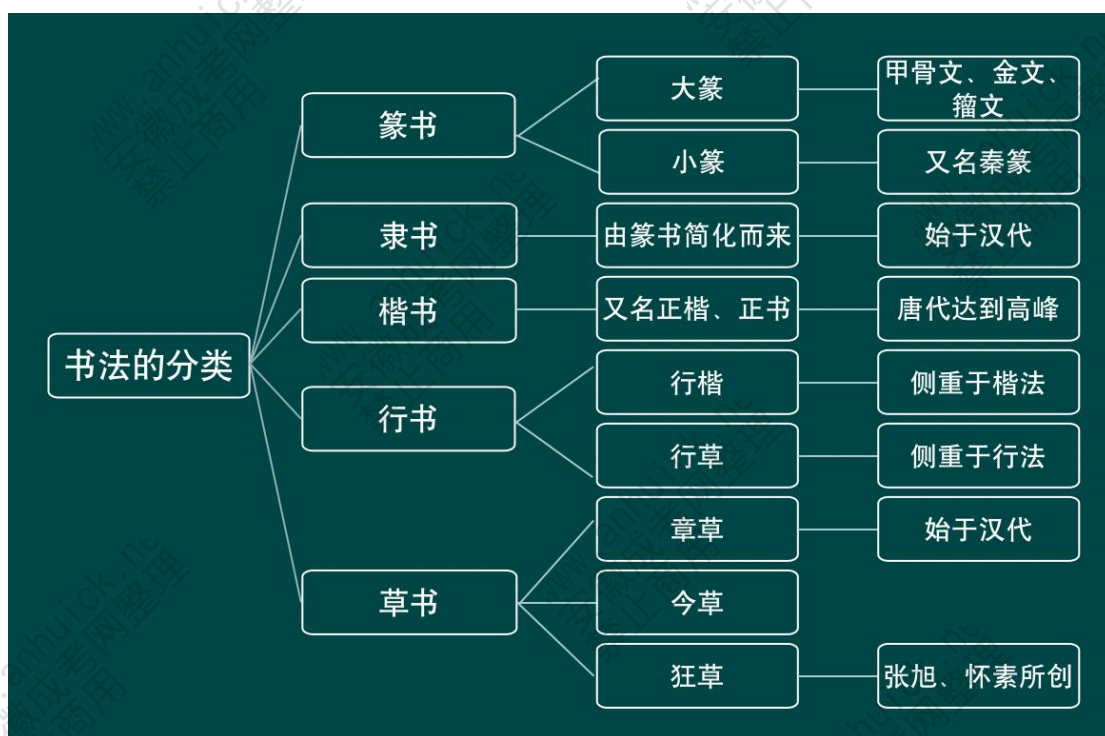 书法的分类
篆书
大篆
甲骨文、金文、
籀文
小篆
又名秦篆
隶书
由篆书简化而来
始于汉代
楷书
又名正楷、正书
唐代达到高峰
行书
行楷
侧重于楷法
行草
侧重于行法
草书
章草
始于汉代
今草
狂草
张旭、怀素所创